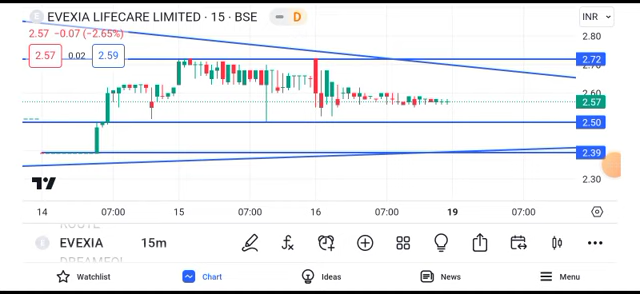 E EVEXIA LIFECARE LIMITED · 15 · BSE D INR
2.57 −0.07 (−2.65%)
2.57 0.02 2.59
2.80
2.72
2.60
2.57
2.50
2.39
2.30
14 07:00 15 07:00 16 07:00 19 07:00
E EVEXIA 15m
Watchlist Chart Ideas News Menu